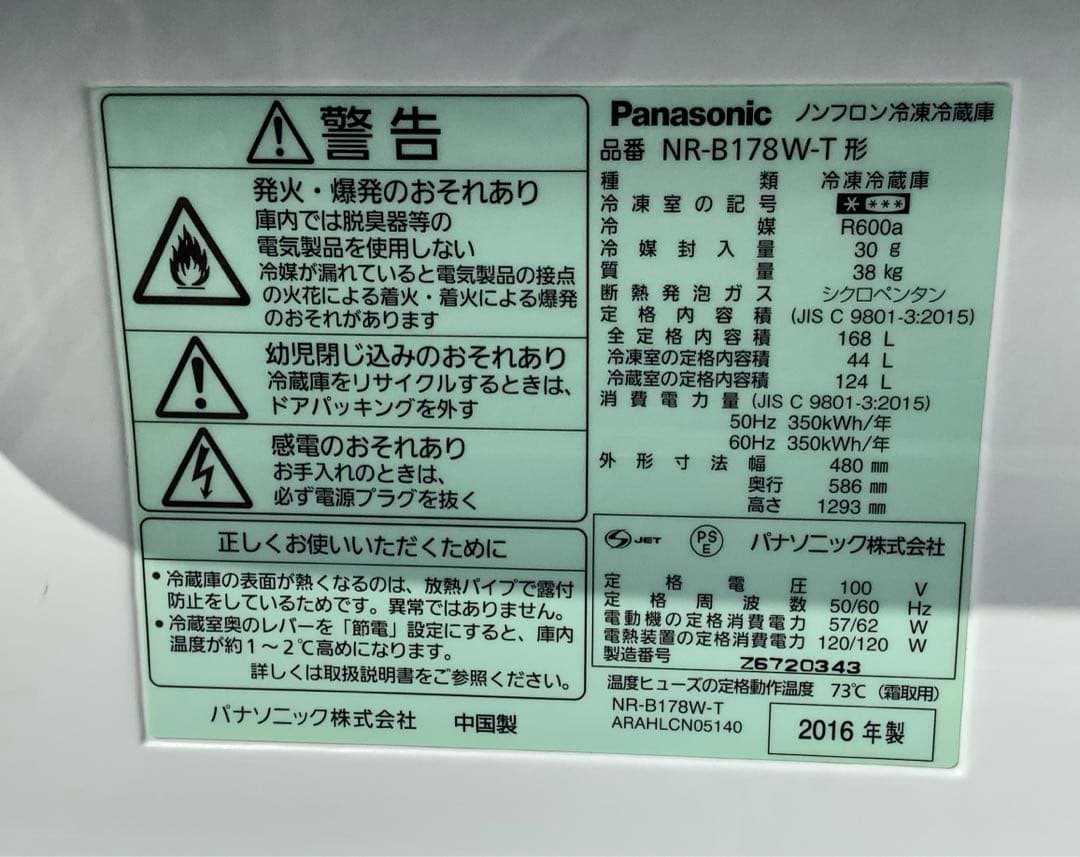 警告
発火・爆発のおそれあり
庫内では脱臭器等の
電気製品を使用しない
冷媒が漏れていると電気製品の接点
の火花による着火・着火による爆発
のおそれがあります
幼児閉じ込みのおそれあり
冷蔵庫をリサイクルするときは、
ドアパッキングを外す
感電のおそれあり
お手入れのときは、
必ず電源プラグを抜く
正しくお使いいただくために
・冷蔵庫の表面が熱くなるのは、放熱パイプで露付
防止をしているためです。異常ではありません。
・冷蔵室奥のレバーを「節電」設定にすると、庫内
温度が約1～2℃高めになります。
詳しくは取扱説明書をご参照ください。
パナソニック株式会社 中国製
Panasonic ノンフロン冷凍冷蔵庫
品番 NR-B178W-T形
種類 冷凍冷蔵庫
冷凍室の記号 * ***
冷媒 R600a
冷媒封入量 30 g
質量 38 kg
断熱発泡ガス シクロペンタン
定格内容積 (JIS C 9801-3:2015)
全定格内容積 168 L
冷凍室の定格内容積 44 L
冷蔵室の定格内容積 124 L
消費電力量 (JIS C 9801-3:2015)
50Hz 350kWh/年
60Hz 350kWh/年
外形寸法 幅 480 mm
奥行 586 mm
高さ 1293 mm
JET PSE パナソニック株式会社
定格電圧 100 V
定格周波数 50/60 Hz
電動機の定格消費電力 57/62 W
電熱装置の定格消費電力 120/120 W
製造番号 Z6720343
温度ヒューズの定格動作温度 73℃ (霜取用)
NR-B178W-T
ARAHLCN05140
2016 年製